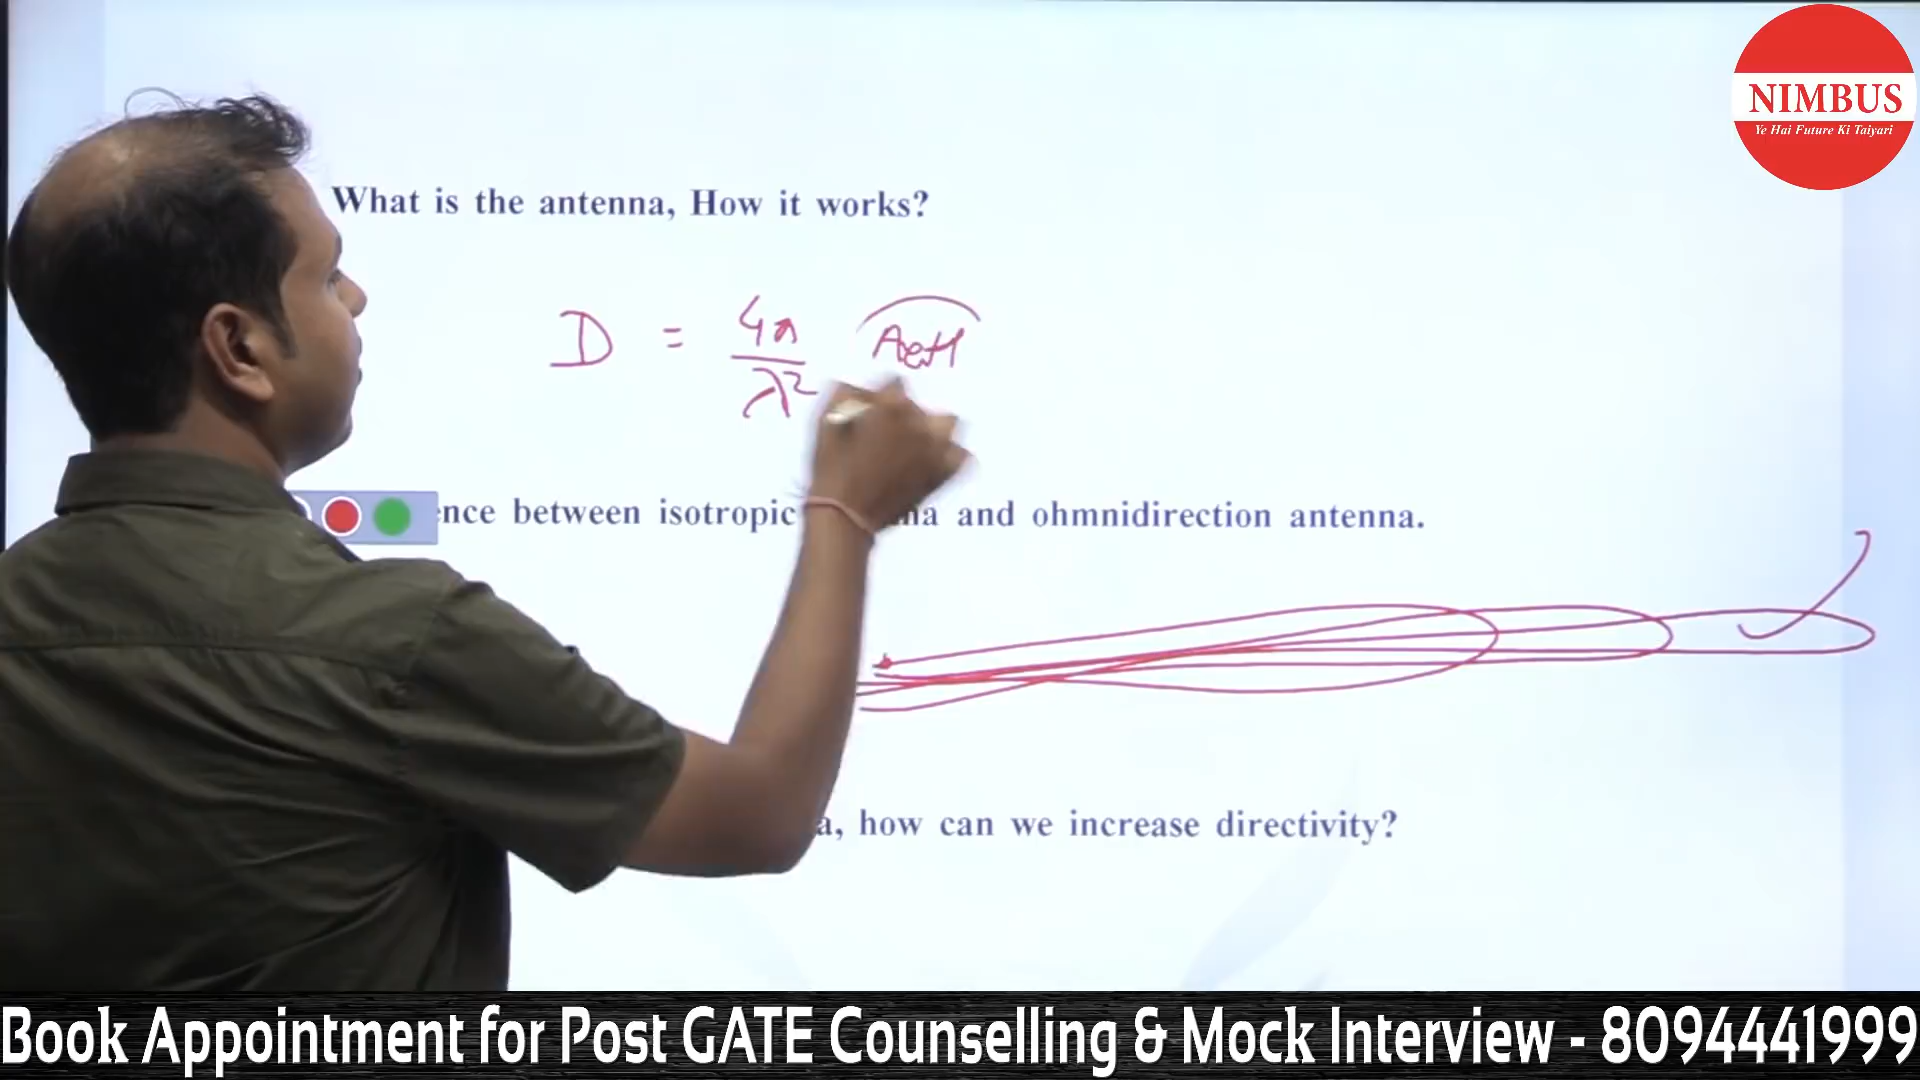 NIMBUS
Ye Hai Future Ki Taiyari
What is the antenna, How it works?
D = 4π / λ² Aeff
nce between isotropic na and ohmnidirection antenna.
a, how can we increase directivity?
Book Appointment for Post GATE Counselling & Mock Interview - 8094441999